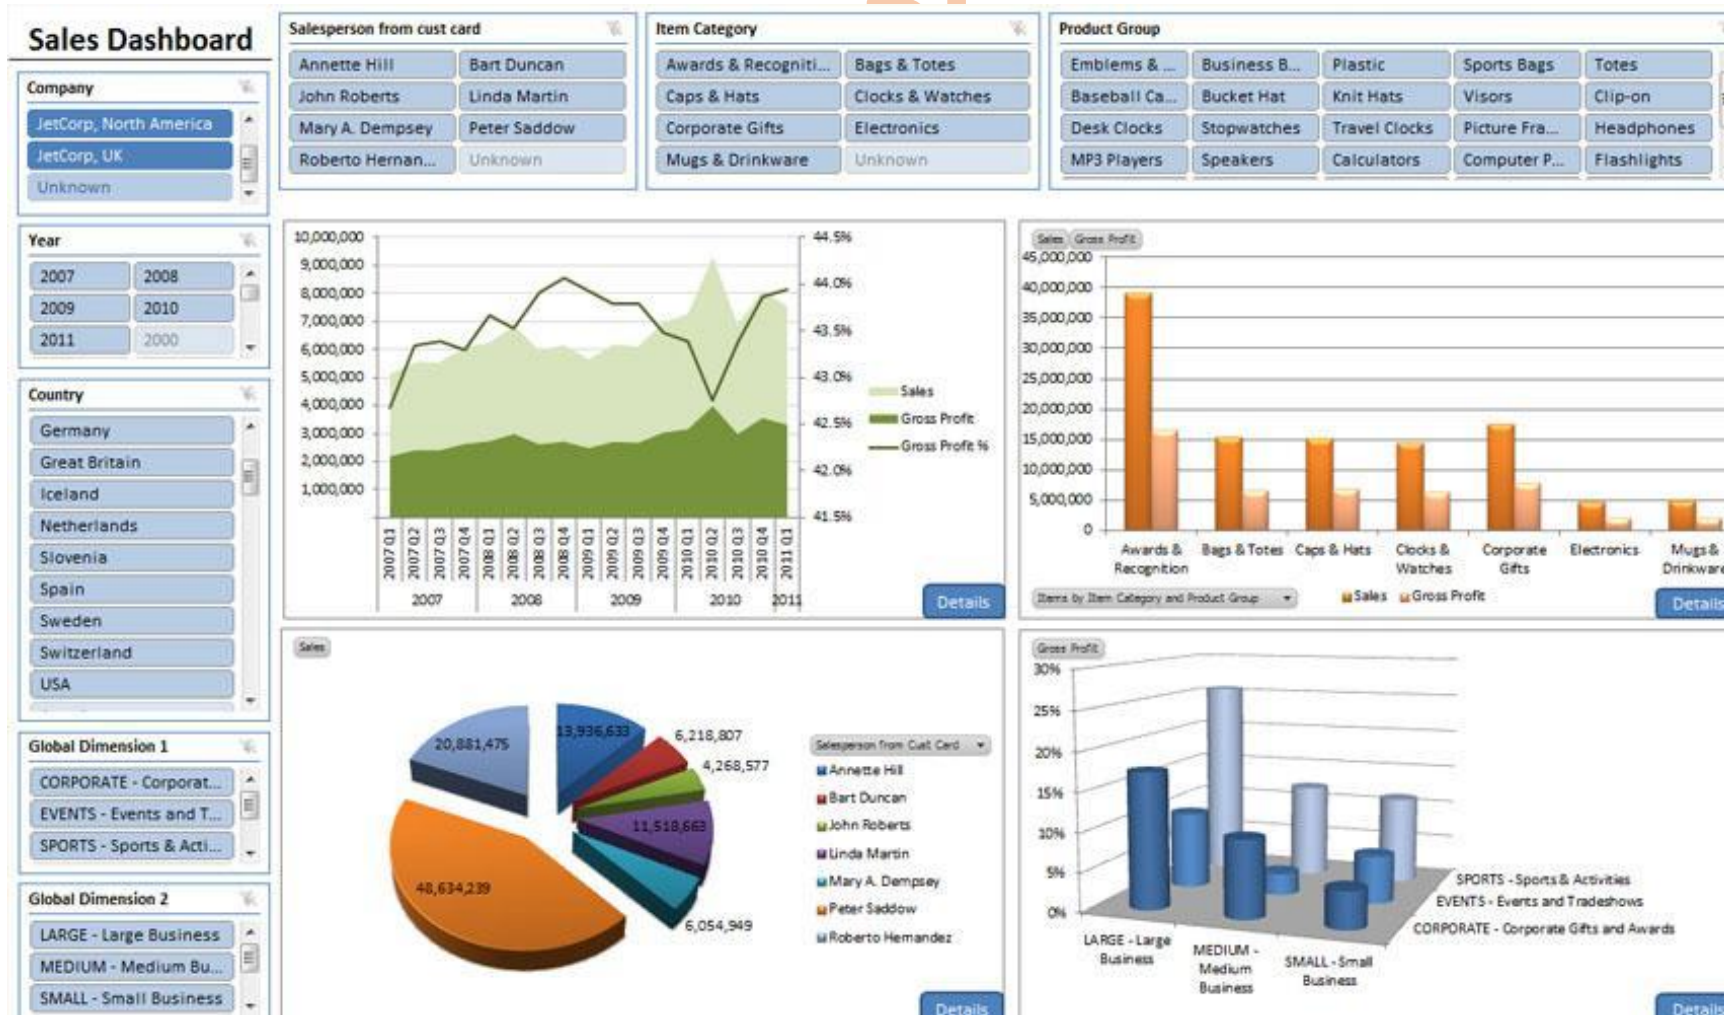 Sales Dashboard
Company
JetCorp, North America
JetCorp, UK
Unknown
Year
2007 2008
2009 2010
2011 2000
Country
Germany
Great Britain
Iceland
Netherlands
Slovenia
Spain
Sweden
Switzerland
USA
Global Dimension 1
CORPORATE - Corporat...
EVENTS - Events and T...
SPORTS - Sports & Acti...
Global Dimension 2
LARGE - Large Business
MEDIUM - Medium Bu...
SMALL - Small Business
Salesperson from cust card
Annette Hill Bart Duncan
John Roberts Linda Martin
Mary A. Dempsey Peter Saddow
Roberto Hernan... Unknown
Item Category
Awards & Recogniti... Bags & Totes
Caps & Hats Clocks & Watches
Corporate Gifts Electronics
Mugs & Drinkware Unknown
Product Group
Emblems & ... Business B... Plastic Sports Bags Totes
Baseball Ca... Bucket Hat Knit Hats Visors Clip-on
Desk Clocks Stopwatches Travel Clocks Picture Fra... Headphones
MP3 Players Speakers Calculators Computer P... Flashlights
10,000,000
9,000,000
8,000,000
7,000,000
6,000,000
5,000,000
4,000,000
3,000,000
2,000,000
1,000,000
44.5%
44.0%
43.5%
43.0%
42.5%
42.0%
41.5%
Sales
Gross Profit
Gross Profit %
2007 Q1 2007 Q2 2007 Q3 2007 Q4 2008 Q1 2008 Q2 2008 Q3 2008 Q4 2009 Q1 2009 Q2 2009 Q3 2009 Q4 2010 Q1 2010 Q2 2010 Q3 2010 Q4 2011 Q1
2007 2008 2009 2010 2011
Details
Sales Gross Profit
45,000,000
40,000,000
35,000,000
30,000,000
25,000,000
20,000,000
15,000,000
10,000,000
5,000,000
0
Awards & Recognition Bags & Totes Caps & Hats Clocks & Watches Corporate Gifts Electronics Mugs & Drinkware
Items by Item Category and Product Group
Sales Gross Profit
Details
Sales
20,881,475
13,936,633
6,218,807
4,268,577
11,518,663
48,634,239
6,054,949
Salesperson from Cust Card
Annette Hill
Bart Duncan
John Roberts
Linda Martin
Mary A. Dempsey
Peter Saddow
Roberto Hernandez
Details
Gross Profit
30%
25%
20%
15%
10%
5%
0%
SPORTS - Sports & Activities
EVENTS - Events and Tradeshows
CORPORATE - Corporate Gifts and Awards
LARGE - Large Business
MEDIUM - Medium Business
SMALL - Small Business
Details